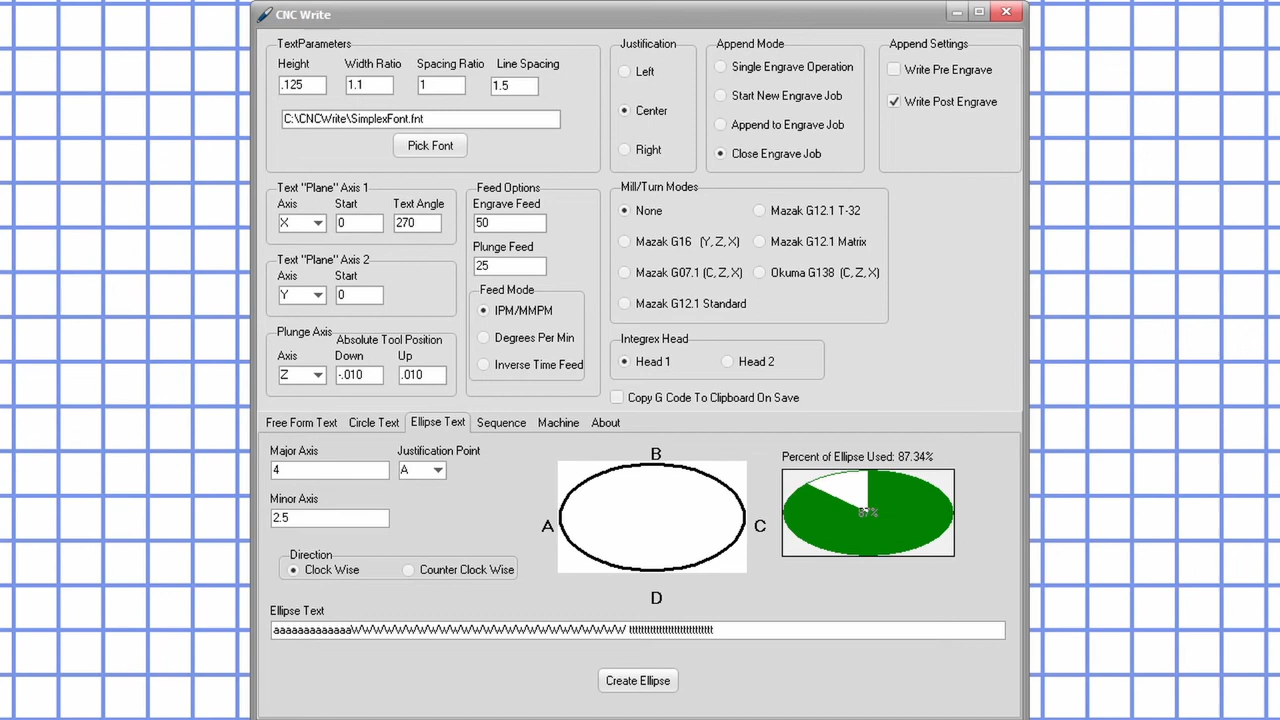 CNC Write
TextParameters
Height Width Ratio Spacing Ratio Line Spacing
.125 1.1 1 1.5
C:\CNCWrite\SimplexFont.fnt
Pick Font
Justification
Left
Center
Right
Append Mode
Single Engrave Operation
Start New Engrave Job
Append to Engrave Job
Close Engrave Job
Append Settings
Write Pre Engrave
Write Post Engrave
Text "Plane" Axis 1
Axis Start Text Angle
X 0 270
Text "Plane" Axis 2
Axis Start
Y 0
Plunge Axis
Absolute Tool Position
Axis Down Up
Z -.010 .010
Feed Options
Engrave Feed
50
Plunge Feed
25
Feed Mode
IPM/MMPM
Degrees Per Min
Inverse Time Feed
Mill/Turn Modes
None Mazak G12.1 T-32
Mazak G16 (Y, Z, X) Mazak G12.1 Matrix
Mazak G07.1 (C, Z, X) Okuma G138 (C, Z, X)
Mazak G12.1 Standard
Integrex Head
Head 1 Head 2
Copy G Code To Clipboard On Save
Free Form Text Circle Text Ellipse Text Sequence Machine About
Major Axis Justification Point
4 A
Minor Axis
2.5
Direction
Clock Wise Counter Clock Wise
B
A C
D
Percent of Ellipse Used: 87.34%
87%
Ellipse Text
Create Ellipse